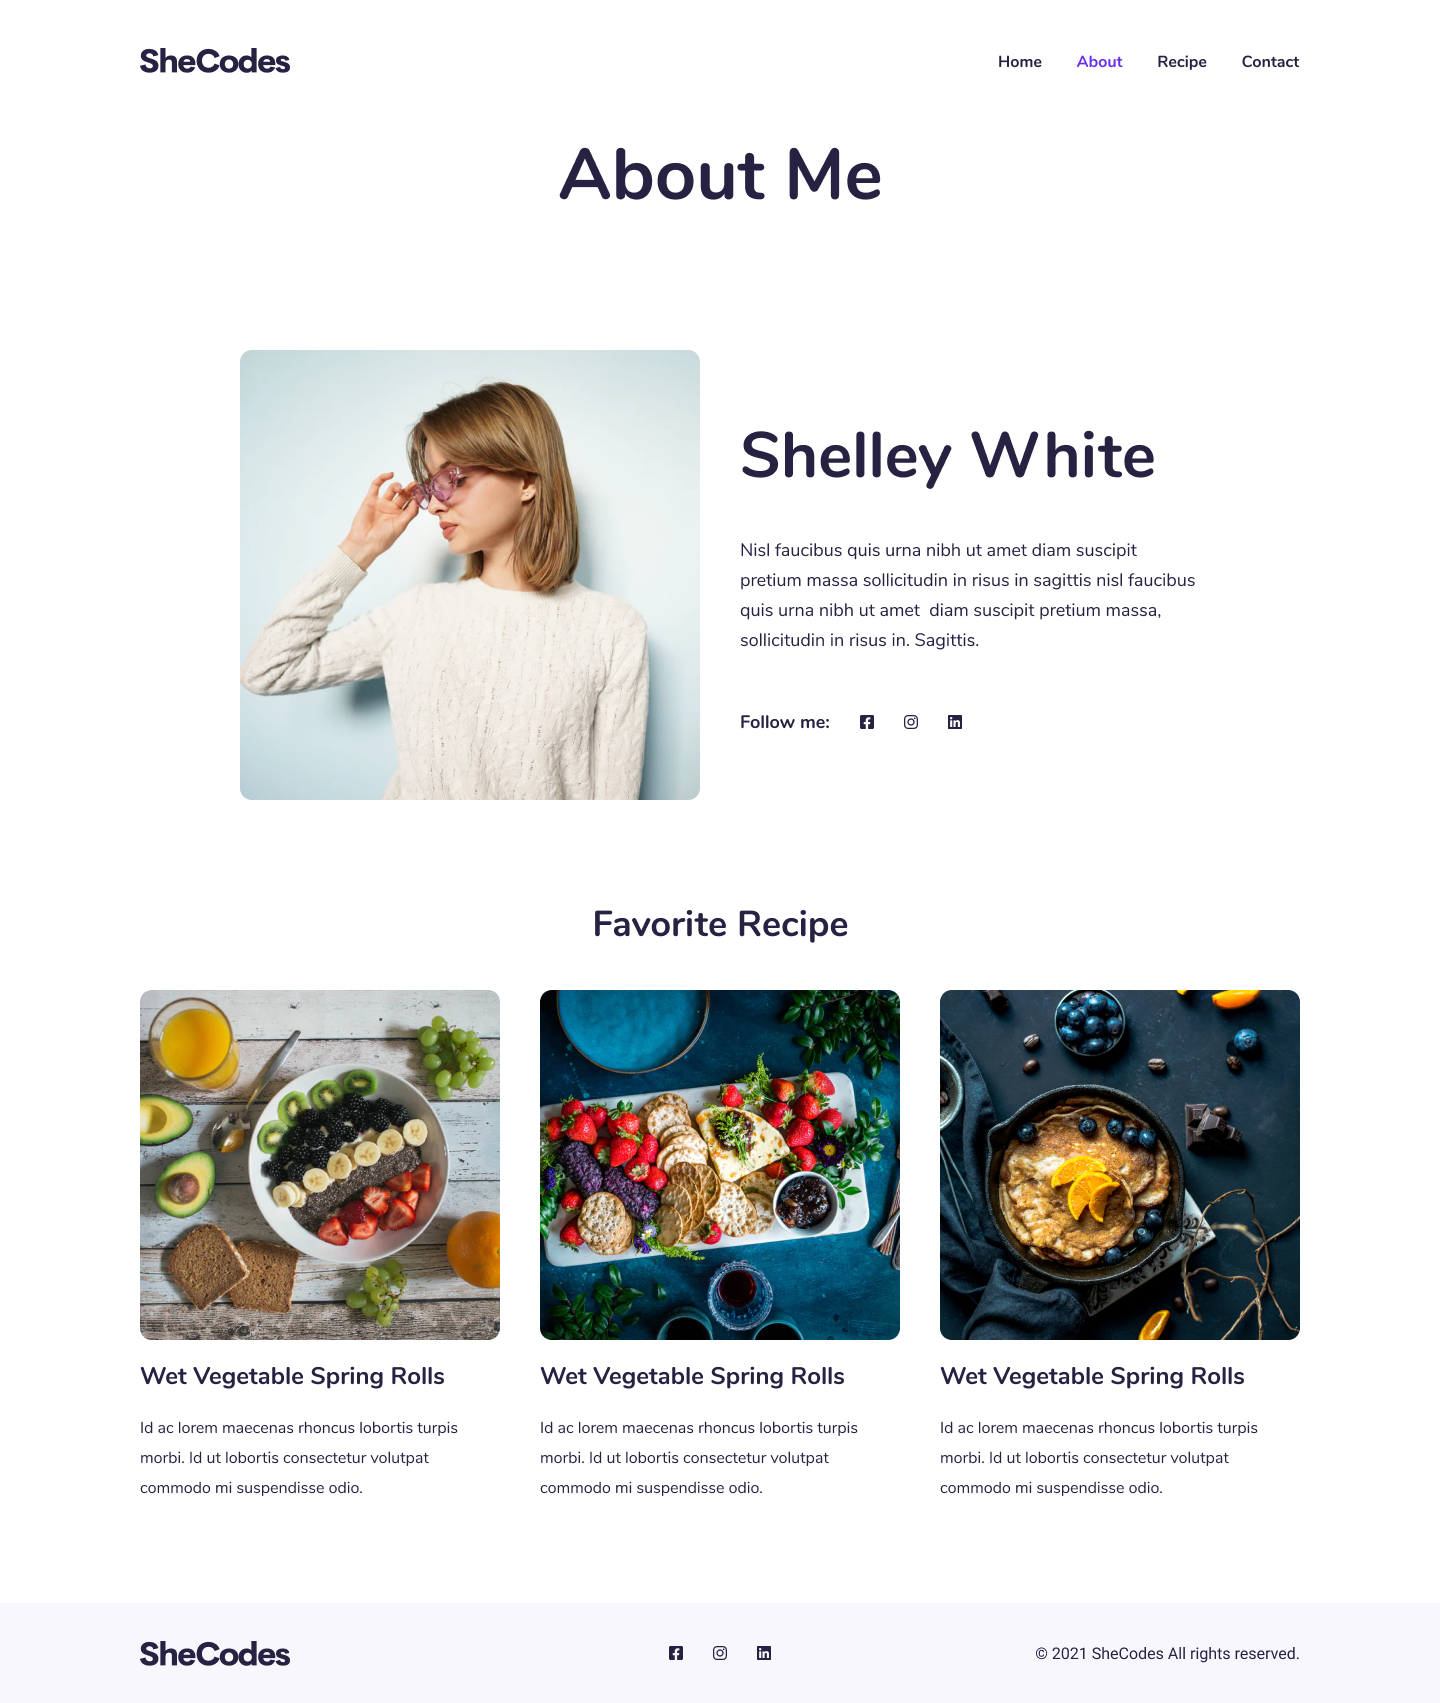 SheCodes
Home About Recipe Contact
About Me
Shelley White
Nisl faucibus quis urna nibh ut amet diam suscipit
pretium massa sollicitudin in risus in sagittis nisl faucibus
quis urna nibh ut amet  diam suscipit pretium massa,
sollicitudin in risus in. Sagittis.
Follow me:
Favorite Recipe
Wet Vegetable Spring Rolls
Id ac lorem maecenas rhoncus lobortis turpis
morbi. Id ut lobortis consectetur volutpat
commodo mi suspendisse odio.
Wet Vegetable Spring Rolls
Id ac lorem maecenas rhoncus lobortis turpis
morbi. Id ut lobortis consectetur volutpat
commodo mi suspendisse odio.
Wet Vegetable Spring Rolls
Id ac lorem maecenas rhoncus lobortis turpis
morbi. Id ut lobortis consectetur volutpat
commodo mi suspendisse odio.
SheCodes
© 2021 SheCodes All rights reserved.